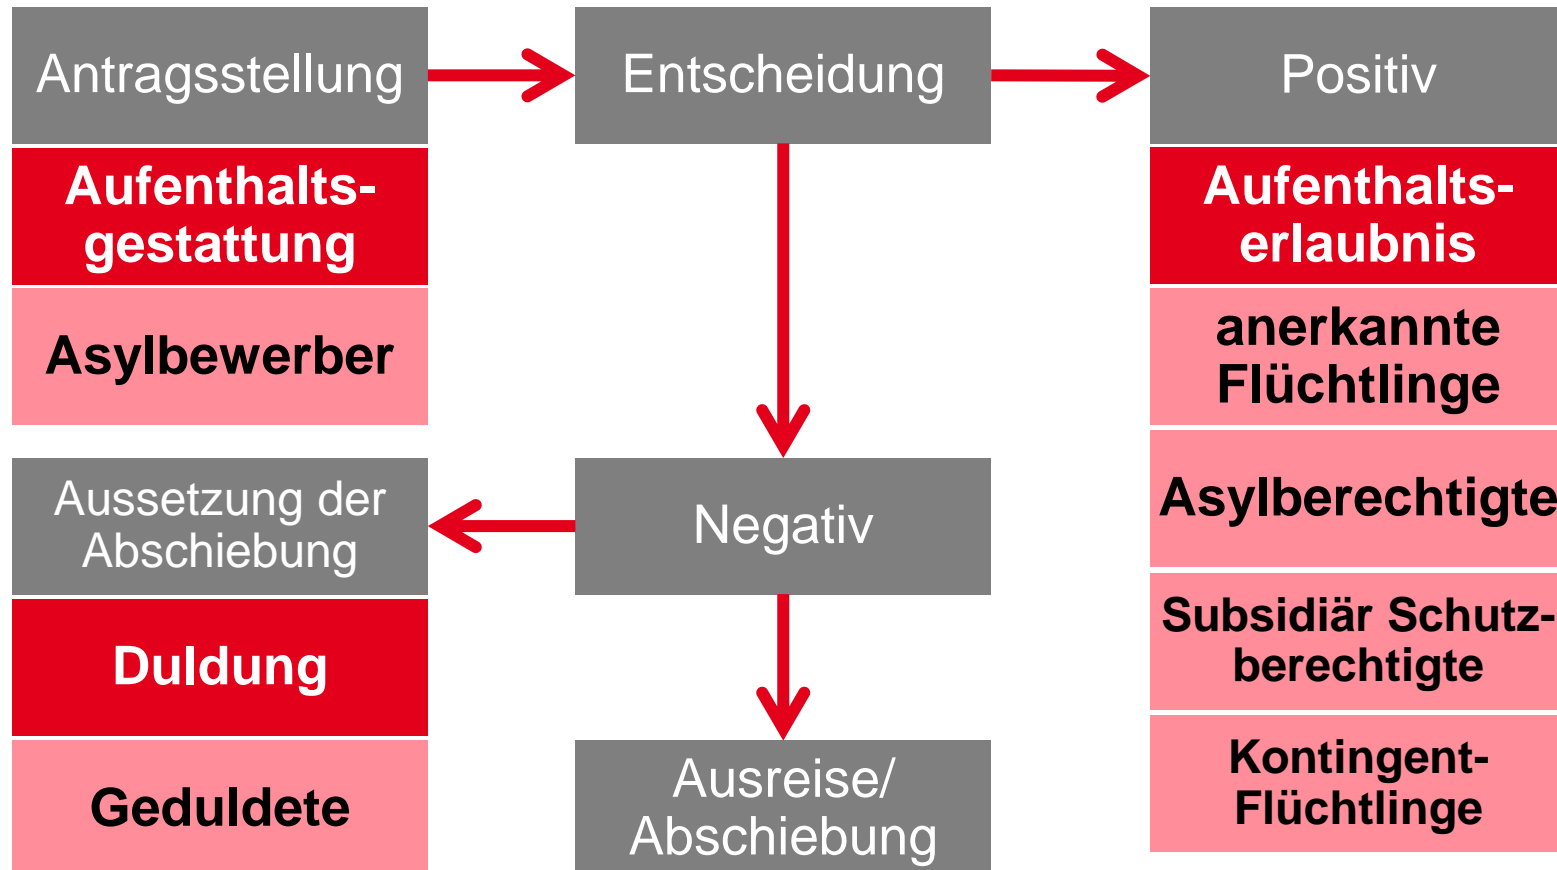 Antragsstellung
Entscheidung
Positiv
Aufenthalts-
gestattung
Asylbewerber
Aufenthalts-
erlaubnis
anerkannte
Flüchtlinge
Asylberechtigte
Subsidiär Schutz-
berechtigte
Kontingent-
Flüchtlinge
Negativ
Aussetzung der
Abschiebung
Duldung
Geduldete
Ausreise/
Abschiebung